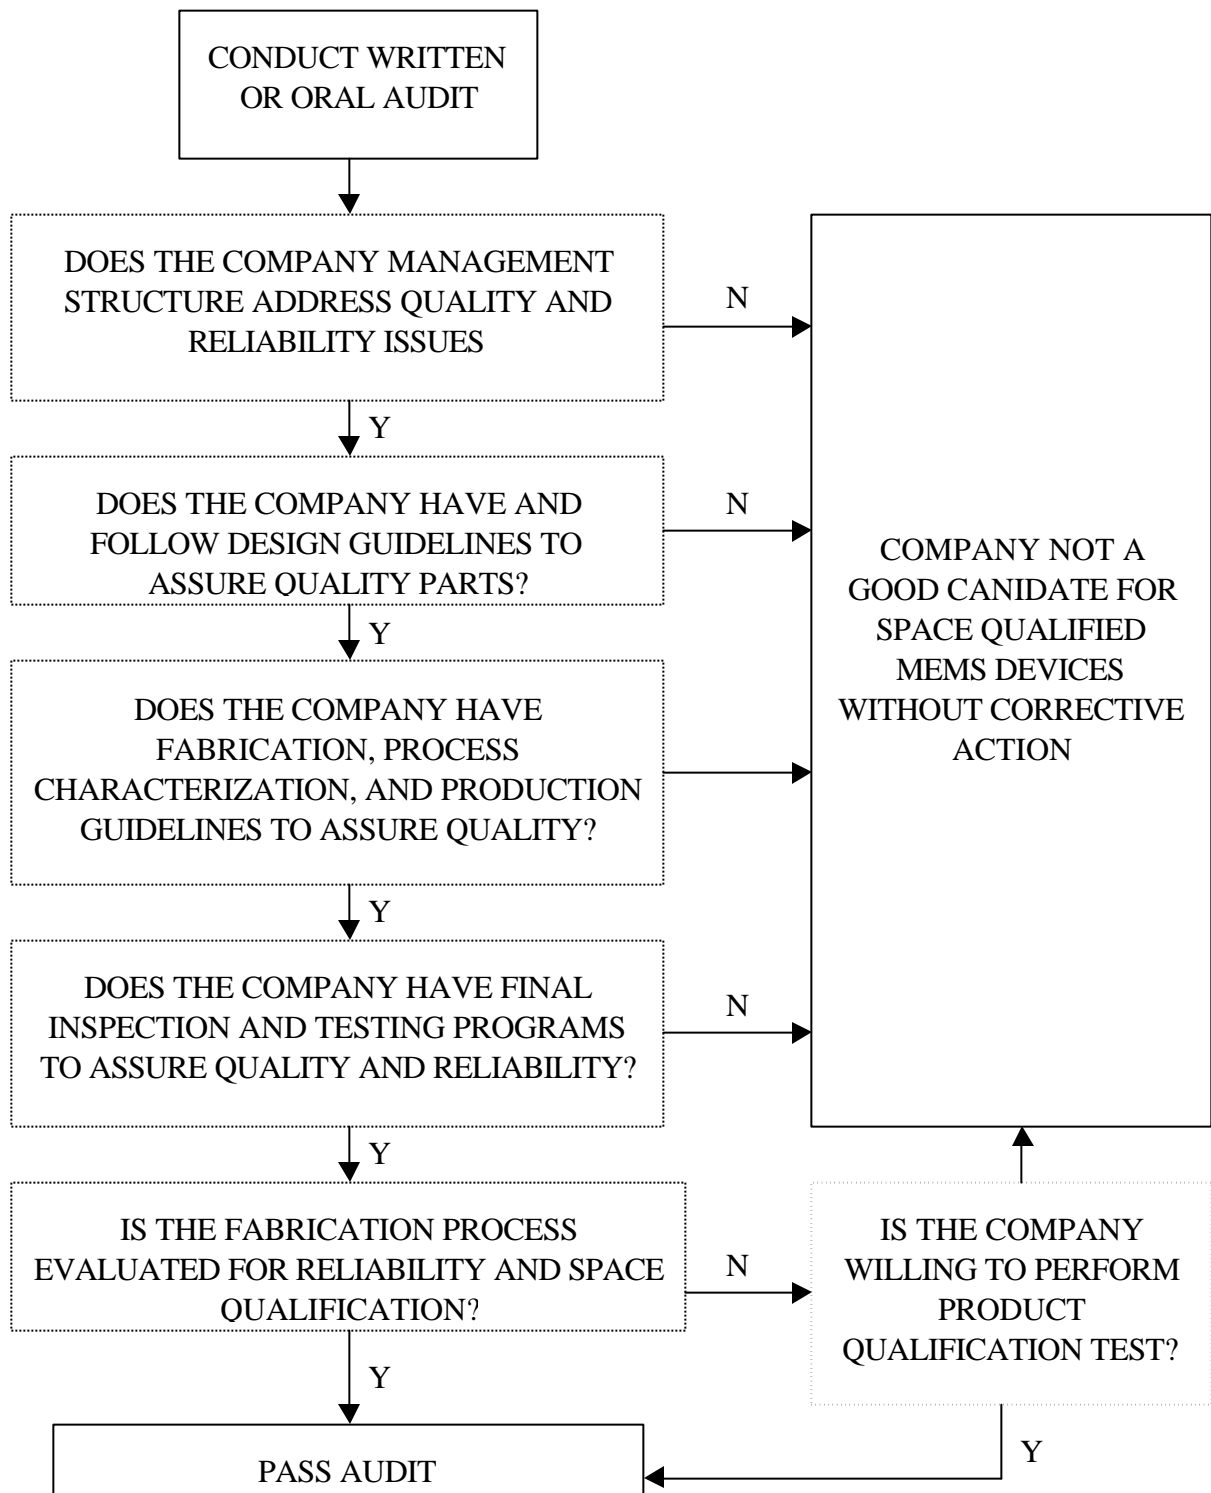 CONDUCT WRITTEN
OR ORAL AUDIT
DOES THE COMPANY MANAGEMENT
STRUCTURE ADDRESS QUALITY AND
RELIABILITY ISSUES
N
Y
DOES THE COMPANY HAVE AND
FOLLOW DESIGN GUIDELINES TO
ASSURE QUALITY PARTS?
N
Y
DOES THE COMPANY HAVE
FABRICATION, PROCESS
CHARACTERIZATION, AND PRODUCTION
GUIDELINES TO ASSURE QUALITY?
Y
DOES THE COMPANY HAVE FINAL
INSPECTION AND TESTING PROGRAMS
TO ASSURE QUALITY AND RELIABILITY?
N
Y
COMPANY NOT A
GOOD CANIDATE FOR
SPACE QUALIFIED
MEMS DEVICES
WITHOUT CORRECTIVE
ACTION
IS THE FABRICATION PROCESS
EVALUATED FOR RELIABILITY AND SPACE
QUALIFICATION?
N
Y
IS THE COMPANY
WILLING TO PERFORM
PRODUCT
QUALIFICATION TEST?
Y
PASS AUDIT